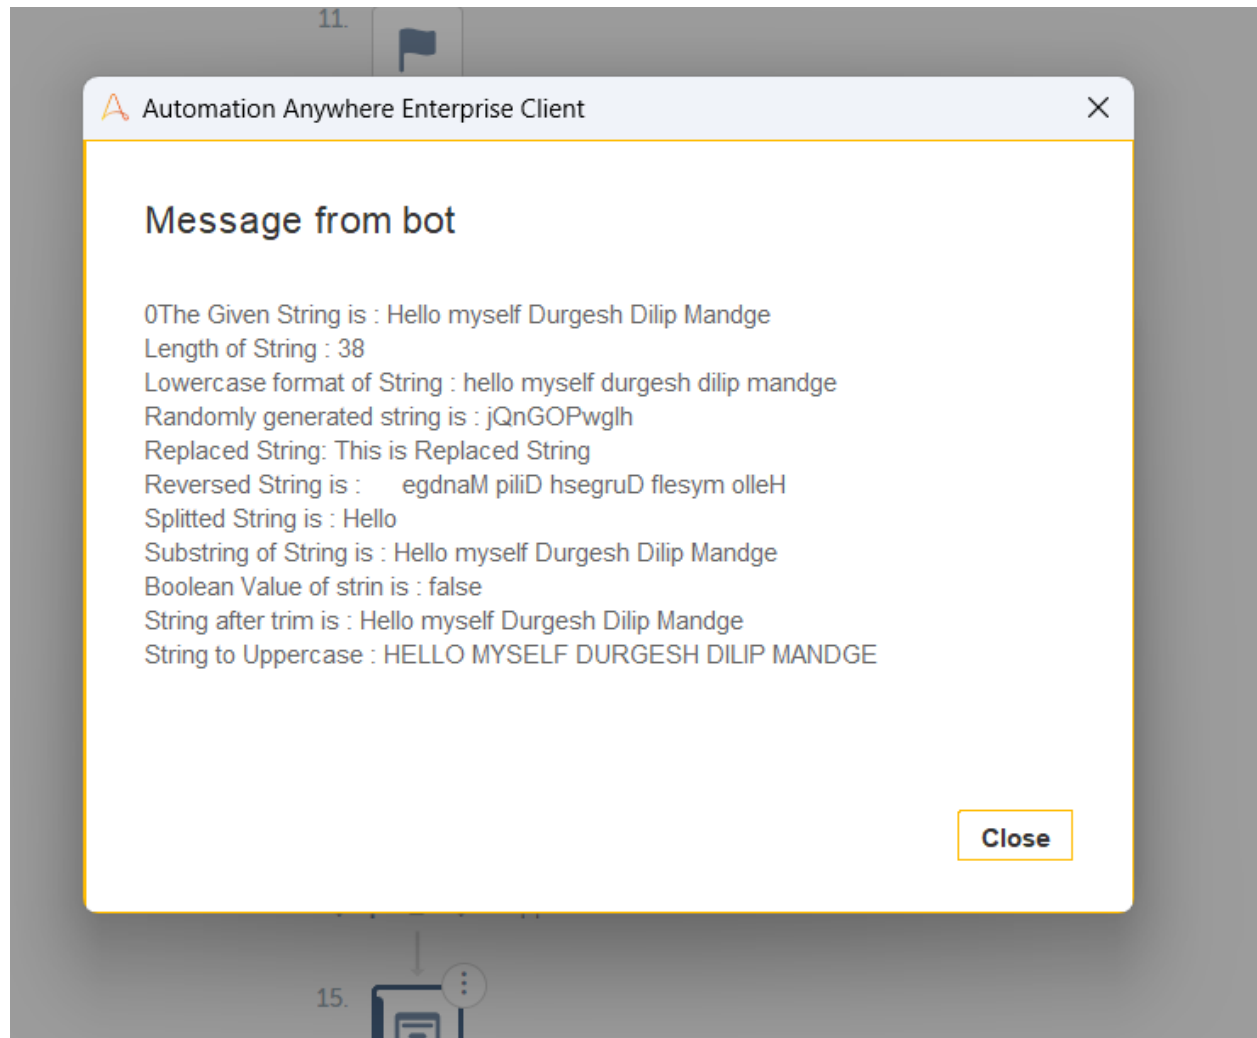 11.
Automation Anywhere Enterprise Client
Message from bot
0The Given String is : Hello myself Durgesh Dilip Mandge
Length of String : 38
Lowercase format of String : hello myself durgesh dilip mandge
Randomly generated string is : jQnGOPwglh
Replaced String: This is Replaced String
Reversed String is :      egdnaM piliD hsegruD flesym olleH
Splitted String is : Hello
Substring of String is : Hello myself Durgesh Dilip Mandge
Boolean Value of strin is : false
String after trim is : Hello myself Durgesh Dilip Mandge
String to Uppercase : HELLO MYSELF DURGESH DILIP MANDGE
Close
15.